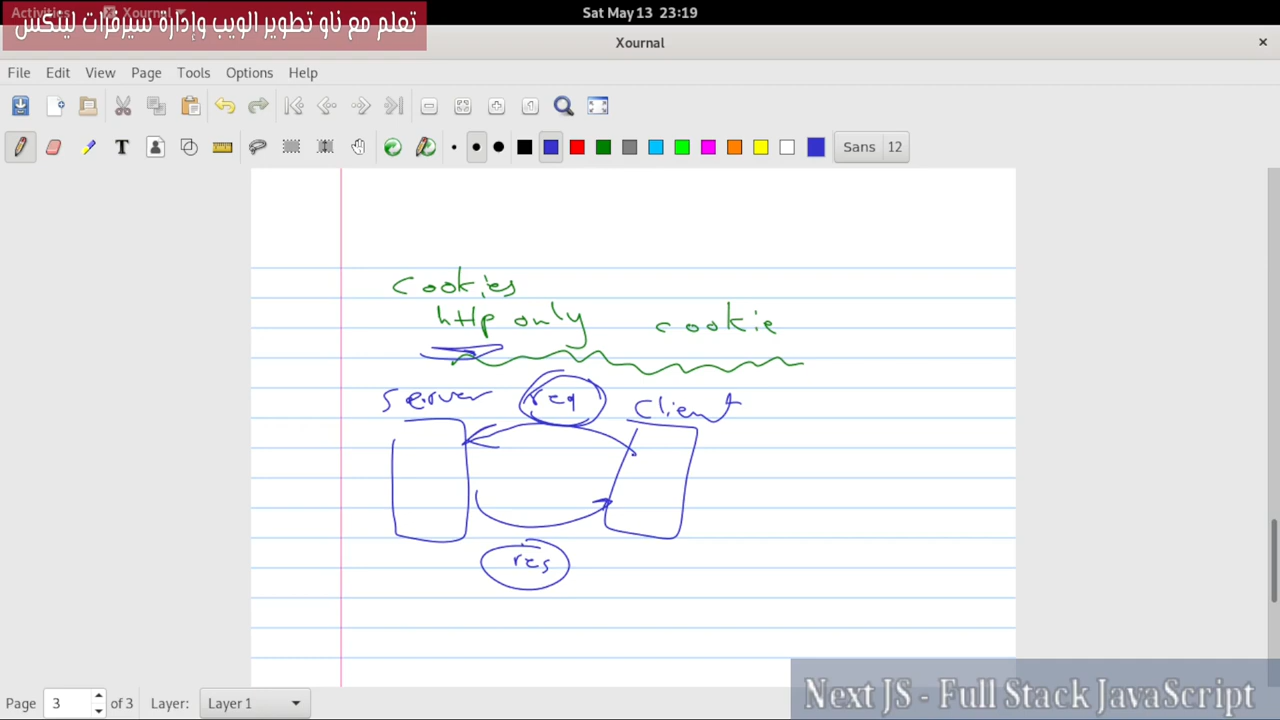 Activities Xournal Sat May 13 23:19
تعلم مع ناو تطوير الويب وإدارة سيرفرات لينكس
Xournal
File Edit View Page Tools Options Help
Sans 12
Cookies
http only cookie
Server req Client
res
Page 3 of 3 Layer: Layer 1
Next JS - Full Stack JavaScript